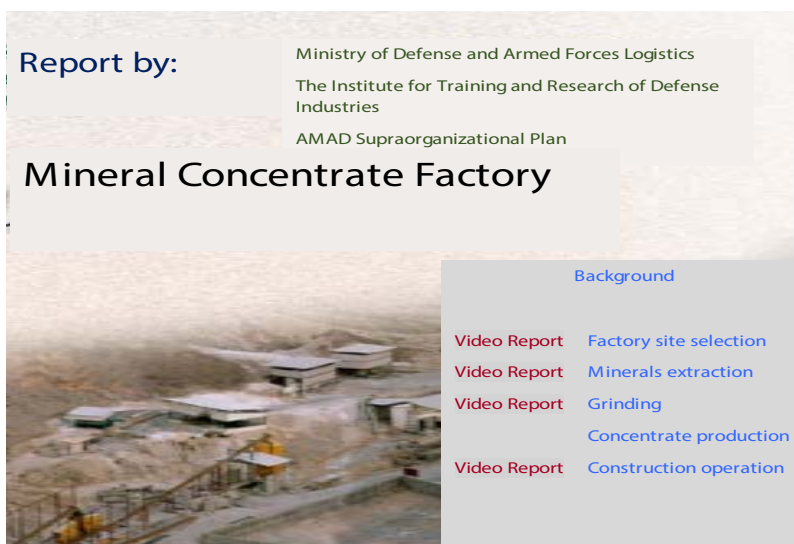 Report by:
Ministry of Defense and Armed Forces Logistics
The Institute for Training and Research of Defense
Industries
AMAD Supraorganizational Plan
Mineral Concentrate Factory
Background
Video Report Factory site selection
Video Report Minerals extraction
Video Report Grinding
Concentrate production
Video Report Construction operation